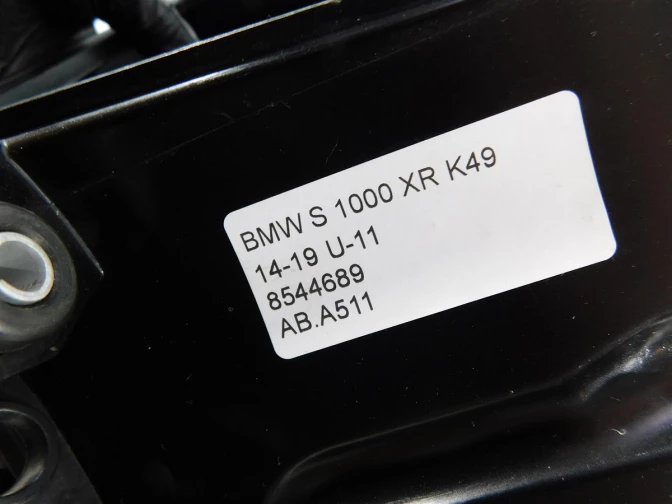 BMW S 1000 XR K49
14-19 U-11
8544689
AB.A511